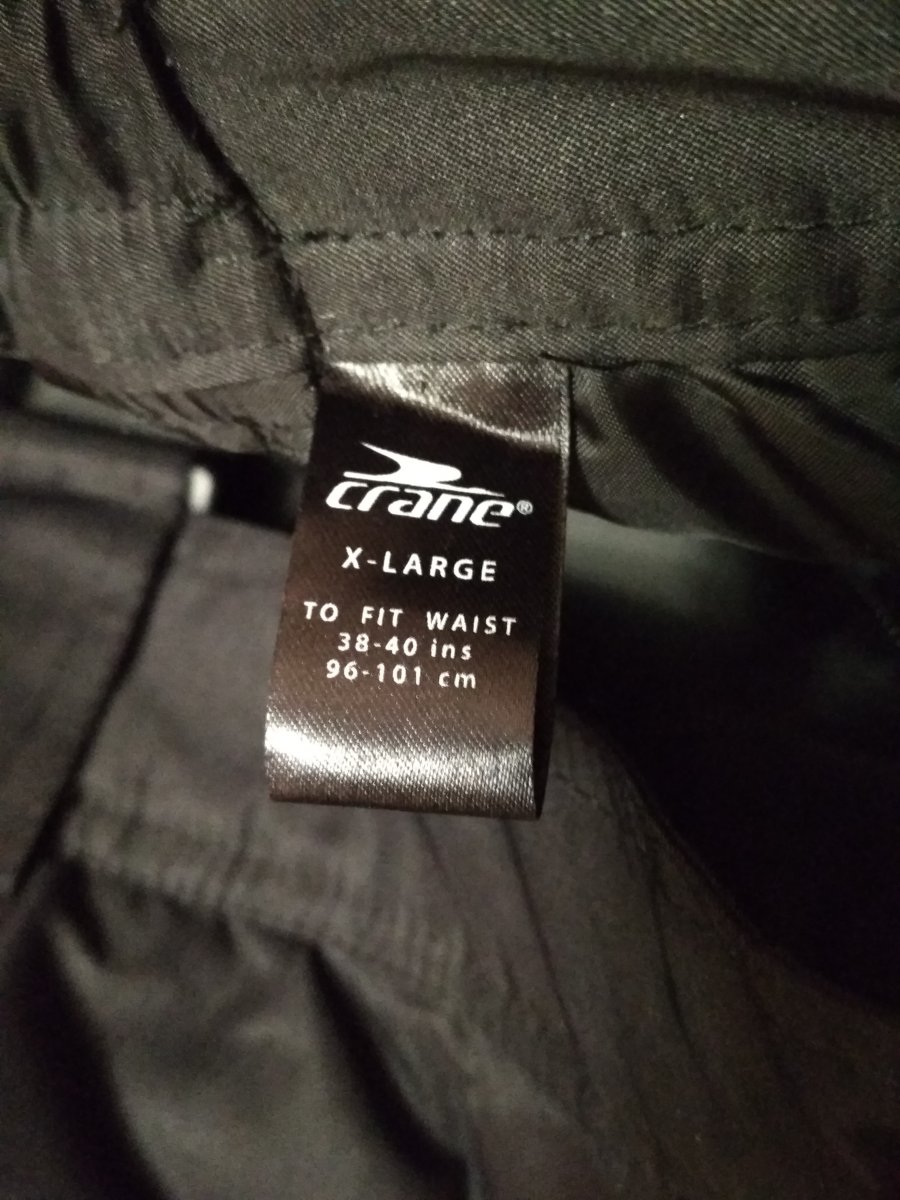 crane®
X-LARGE
TO FIT WAIST
38-40 ins
96-101 cm